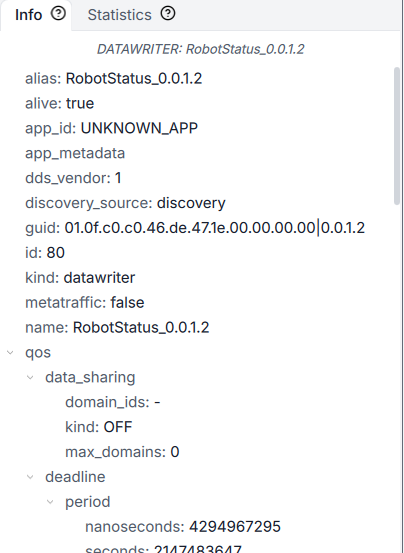 Info ? Statistics ?
DATAWRITER: RobotStatus_0.0.1.2
alias: RobotStatus_0.0.1.2
alive: true
app_id: UNKNOWN_APP
app_metadata
dds_vendor: 1
discovery_source: discovery
guid: 01.0f.c0.c0.46.de.47.1e.00.00.00.00|0.0.1.2
id: 80
kind: datawriter
metatraffic: false
name: RobotStatus_0.0.1.2
qos
data_sharing
domain_ids: -
kind: OFF
max_domains: 0
deadline
period
nanoseconds: 4294967295
seconds: 2147483647